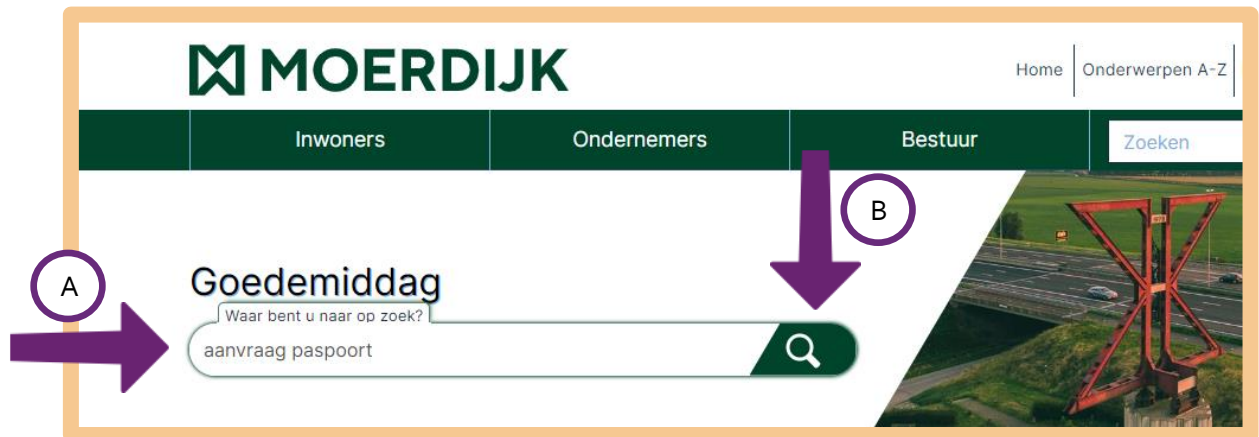 MOERDIJK
Home Onderwerpen A-Z
Inwoners Ondernemers Bestuur Zoeken
B
Goedemiddag
A
Waar bent u naar op zoek?
aanvraag paspoort